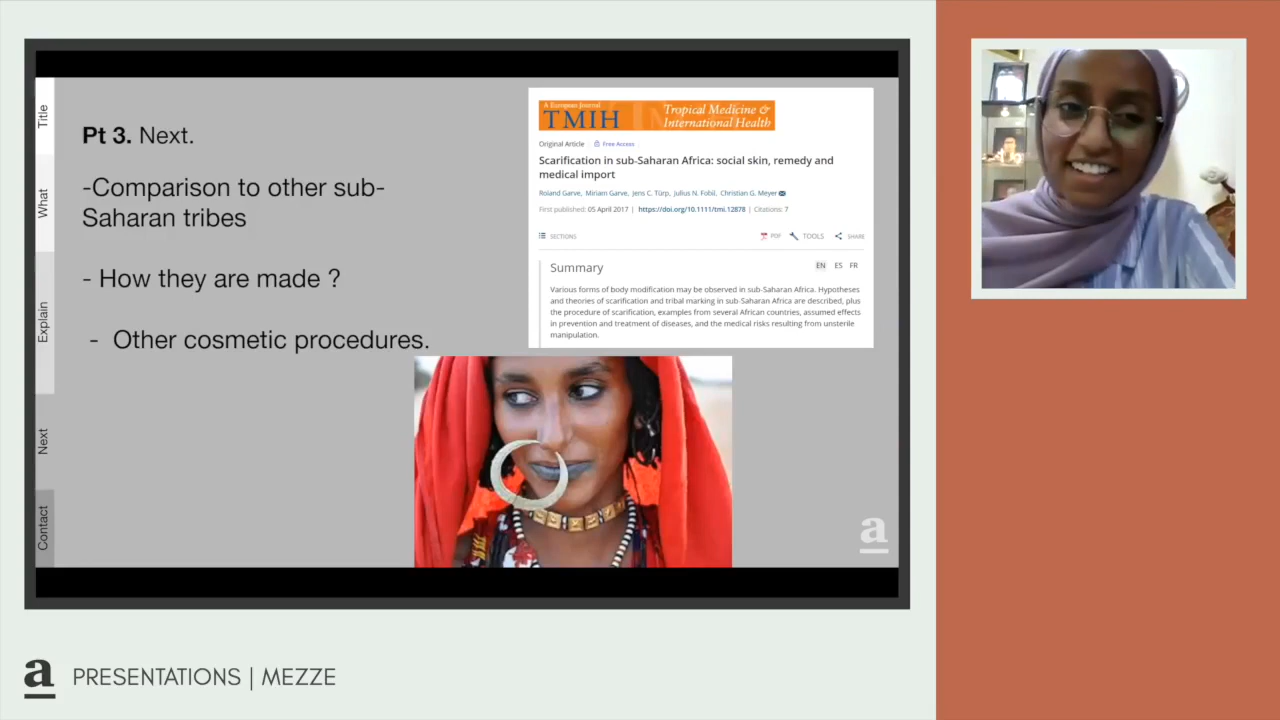 Title
What
Explain
Next
Contact
Pt 3. Next.
-Comparison to other sub-
Saharan tribes
- How they are made ?
- Other cosmetic procedures.
A European Journal
TMIH
Tropical Medicine &
International Health
Original Article Free Access
Scarification in sub-Saharan Africa: social skin, remedy and
medical import
Roland Garve, Miriam Garve, Jens C. Türp, Julius N. Fobil, Christian G. Meyer
First published: 05 April 2017 | https://doi.org/10.1111/tmi.12878 | Citations: 7
SECTIONS PDF TOOLS SHARE
Summary EN ES FR
Various forms of body modification may be observed in sub-Saharan Africa. Hypotheses
and theories of scarification and tribal marking in sub-Saharan Africa are described, plus
the procedure of scarification, examples from several African countries, assumed effects
in prevention and treatment of diseases, and the medical risks resulting from unsterile
manipulation.
a
a PRESENTATIONS | MEZZE